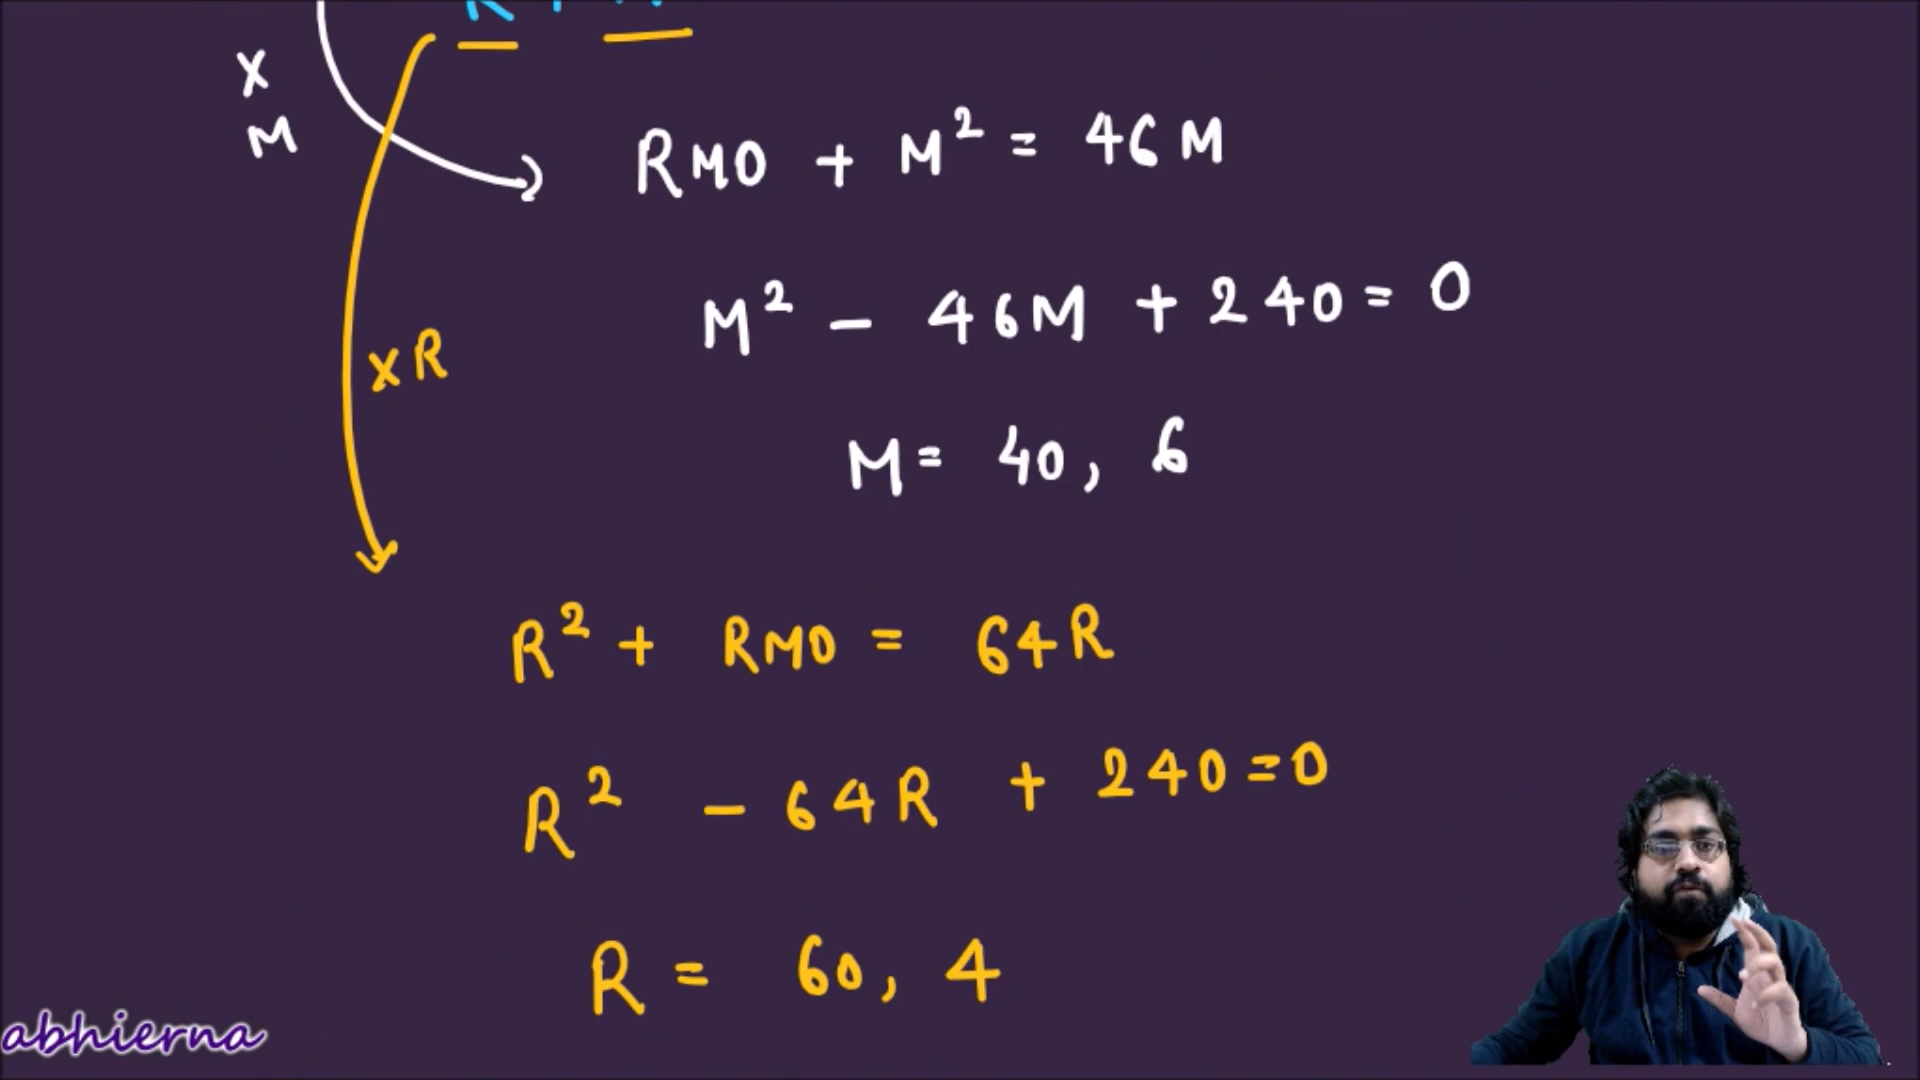 X
M
RMO + M² = 46M
M² - 46M + 240 = 0
XR
M = 40, 6
R² + RMO = 64R
R² - 64R + 240 = 0
R = 60, 4
abhierna